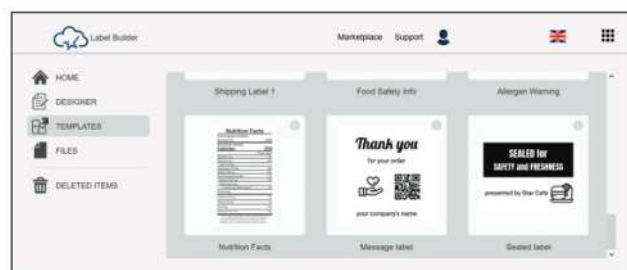 Label Builder
Marketplace Support
HOME
DESIGNER
TEMPLATES
FILES
DELETED ITEMS
Shipping Label 1
Food Safety Info
Allergen Warning
Nutrition Facts
Thank you
for your order
your company's name
SEALED for
SAFETY and FRESHNESS
presented by Star Cafe
Nutrition Facts
Message label
Sealed label